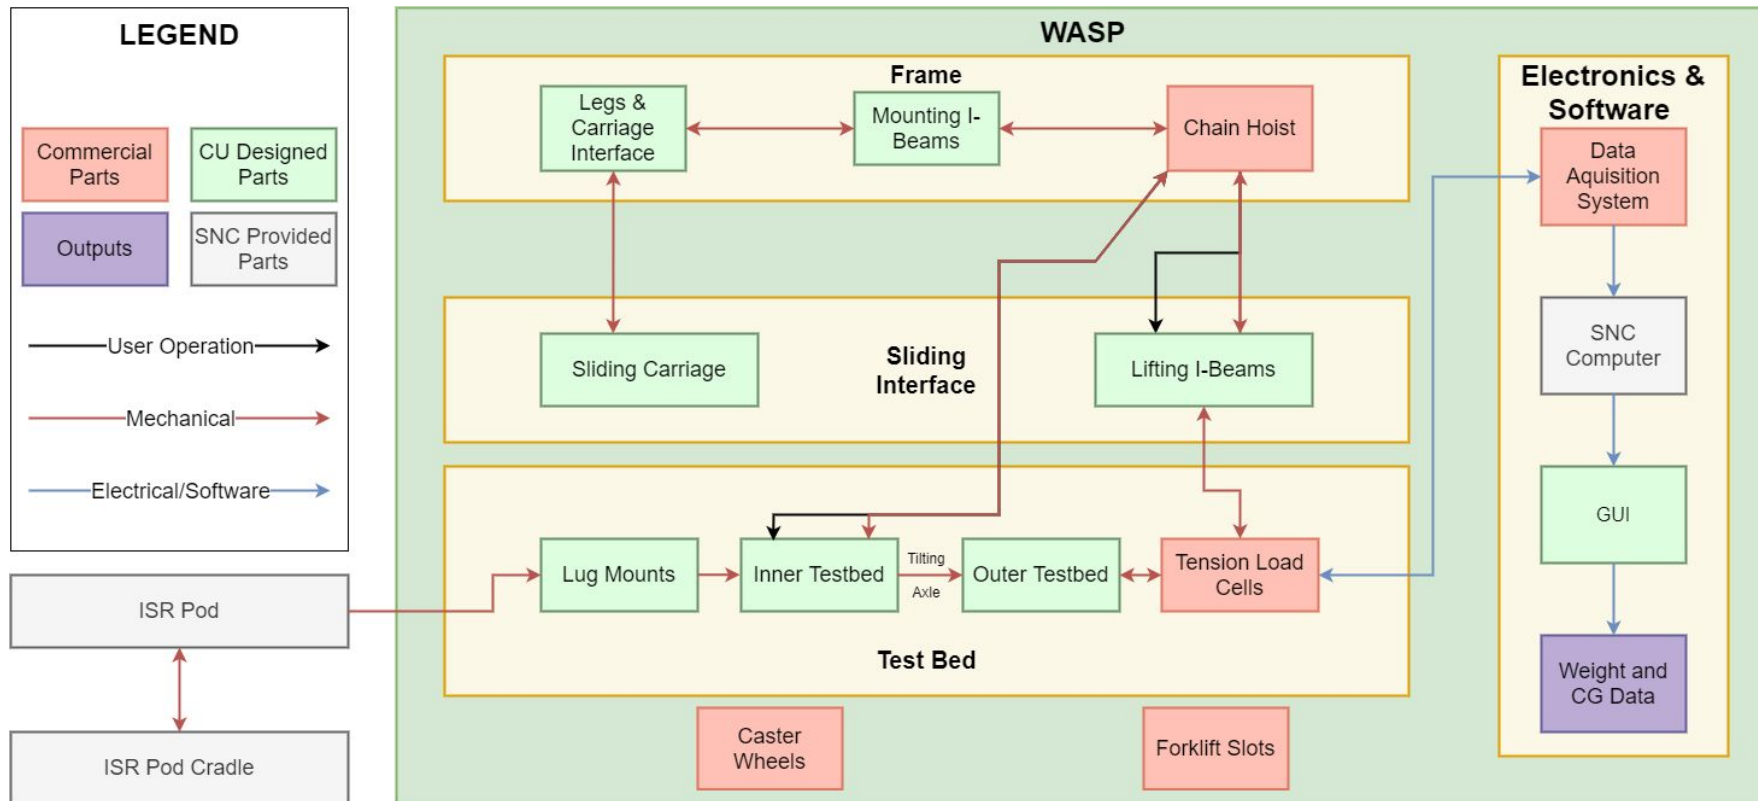 LEGEND
Commercial
Parts
CU Designed
Parts
Outputs
SNC Provided
Parts
User Operation
Mechanical
Electrical/Software
ISR Pod
ISR Pod Cradle
WASP
Frame
Legs &
Carriage
Interface
Mounting I-
Beams
Chain Hoist
Sliding Carriage
Sliding
Interface
Lifting I-Beams
Lug Mounts
Inner Testbed
Tilting
Axle
Outer Testbed
Tension Load
Cells
Test Bed
Caster
Wheels
Forklift Slots
Electronics &
Software
Data
Aquisition
System
SNC
Computer
GUI
Weight and
CG Data